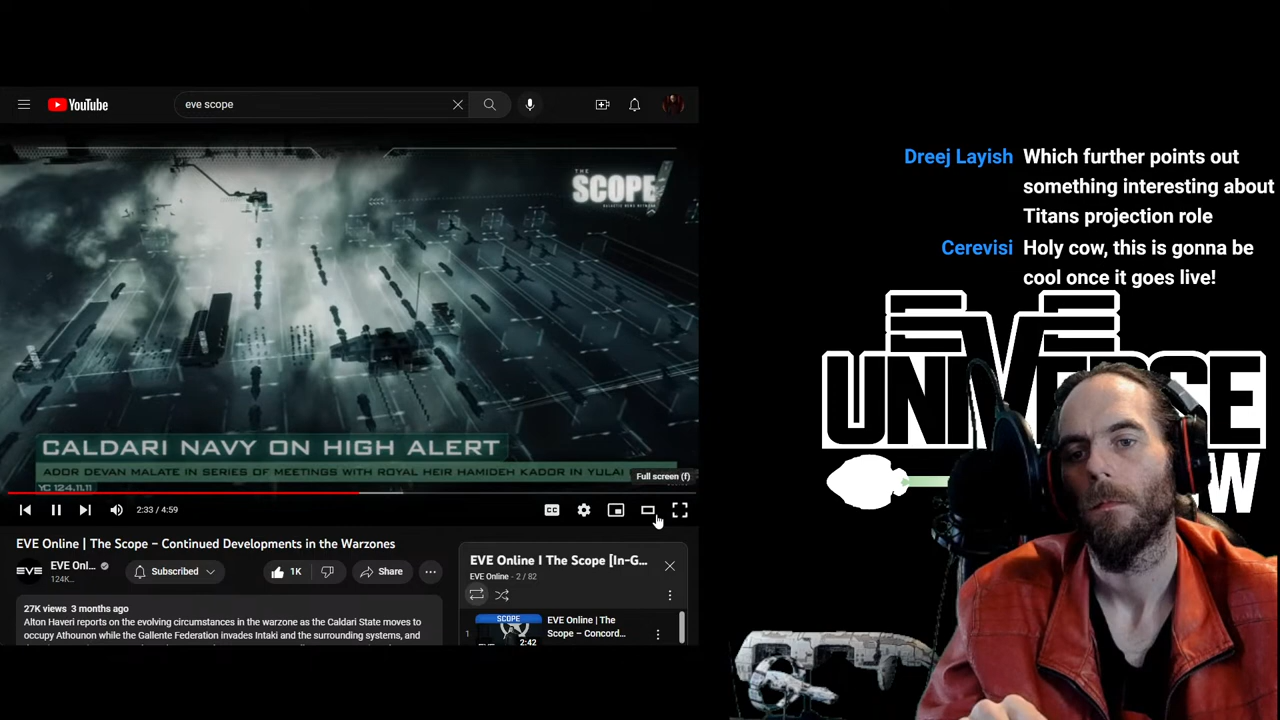 YouTube
eve scope
THE
SCOPE
GALACTIC NEWS NETWORK
CALDARI NAVY ON HIGH ALERT
ADOR DEVAN MALATE IN SERIES OF MEETINGS WITH ROYAL HEIR HAMIDEH KADOR IN YULAI
YC 124.11.11
Full screen (f)
2:33 / 4:59
CC
EVE Online | The Scope – Continued Developments in the Warzones
EVE Onl...
124K...
Subscribed
1K
Share
27K views 3 months ago
Alton Haveri reports on the evolving circumstances in the warzone as the Caldari State moves to
occupy Athounon while the Gallente Federation invades Intaki and the surrounding systems, and
EVE Online I The Scope [In-G...
EVE Online - 2 / 82
1
SCOPE
2:42
EVE Online | The
Scope – Concord...
Dreej Layish Which further points out
something interesting about
Titans projection role
Cerevisi Holy cow, this is gonna be
cool once it goes live!
EVE
UNIVERSE